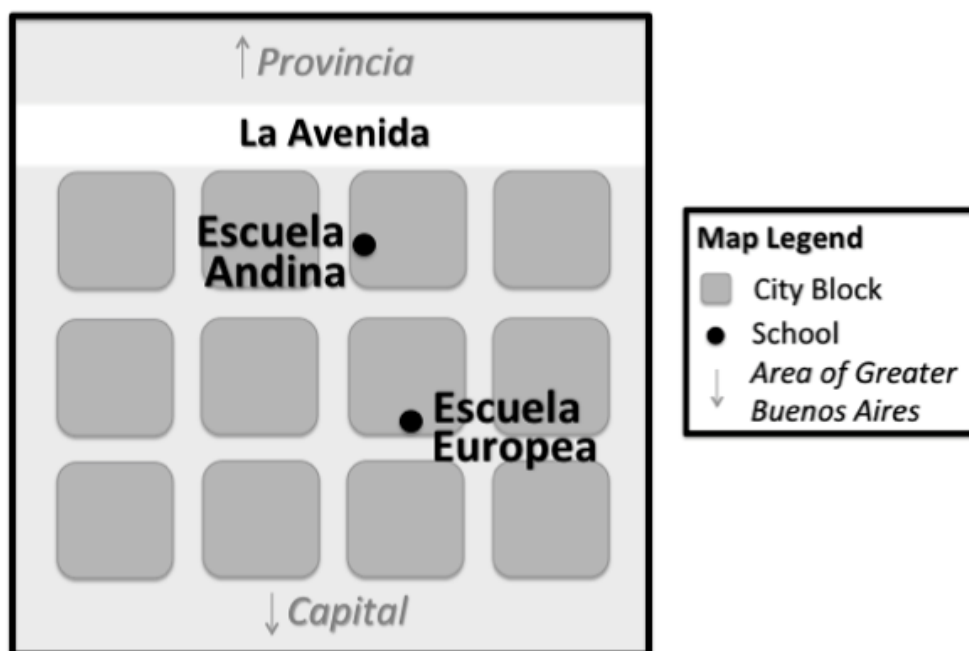 Provincia
La Avenida
Escuela
Andina
Escuela
Europea
Capital
Map Legend
City Block
School
Area of Greater
Buenos Aires